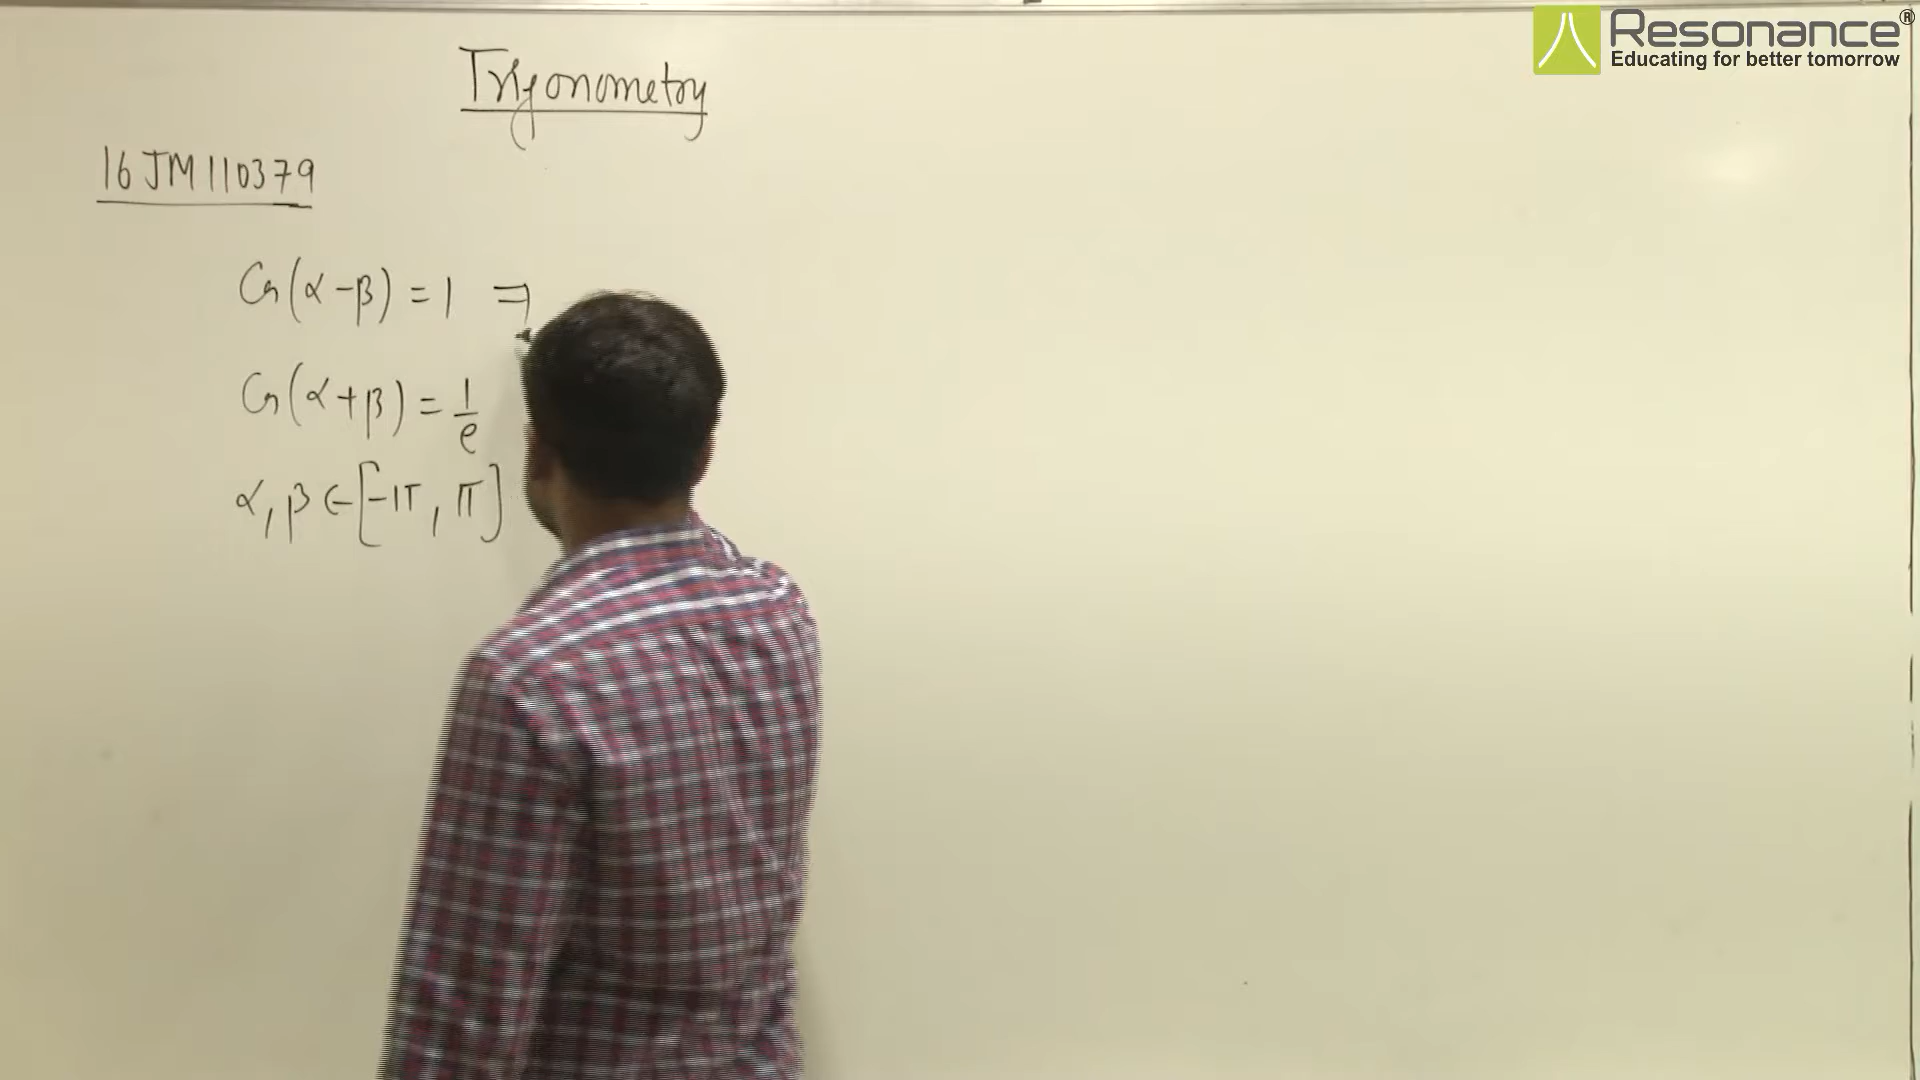 Resonance®
Educating for better tomorrow
Trigonometry
16JM110379
Cos(α-β) = 1 ⇒
Cos(α+β) = 1/e
α, β ∈ [-π, π]